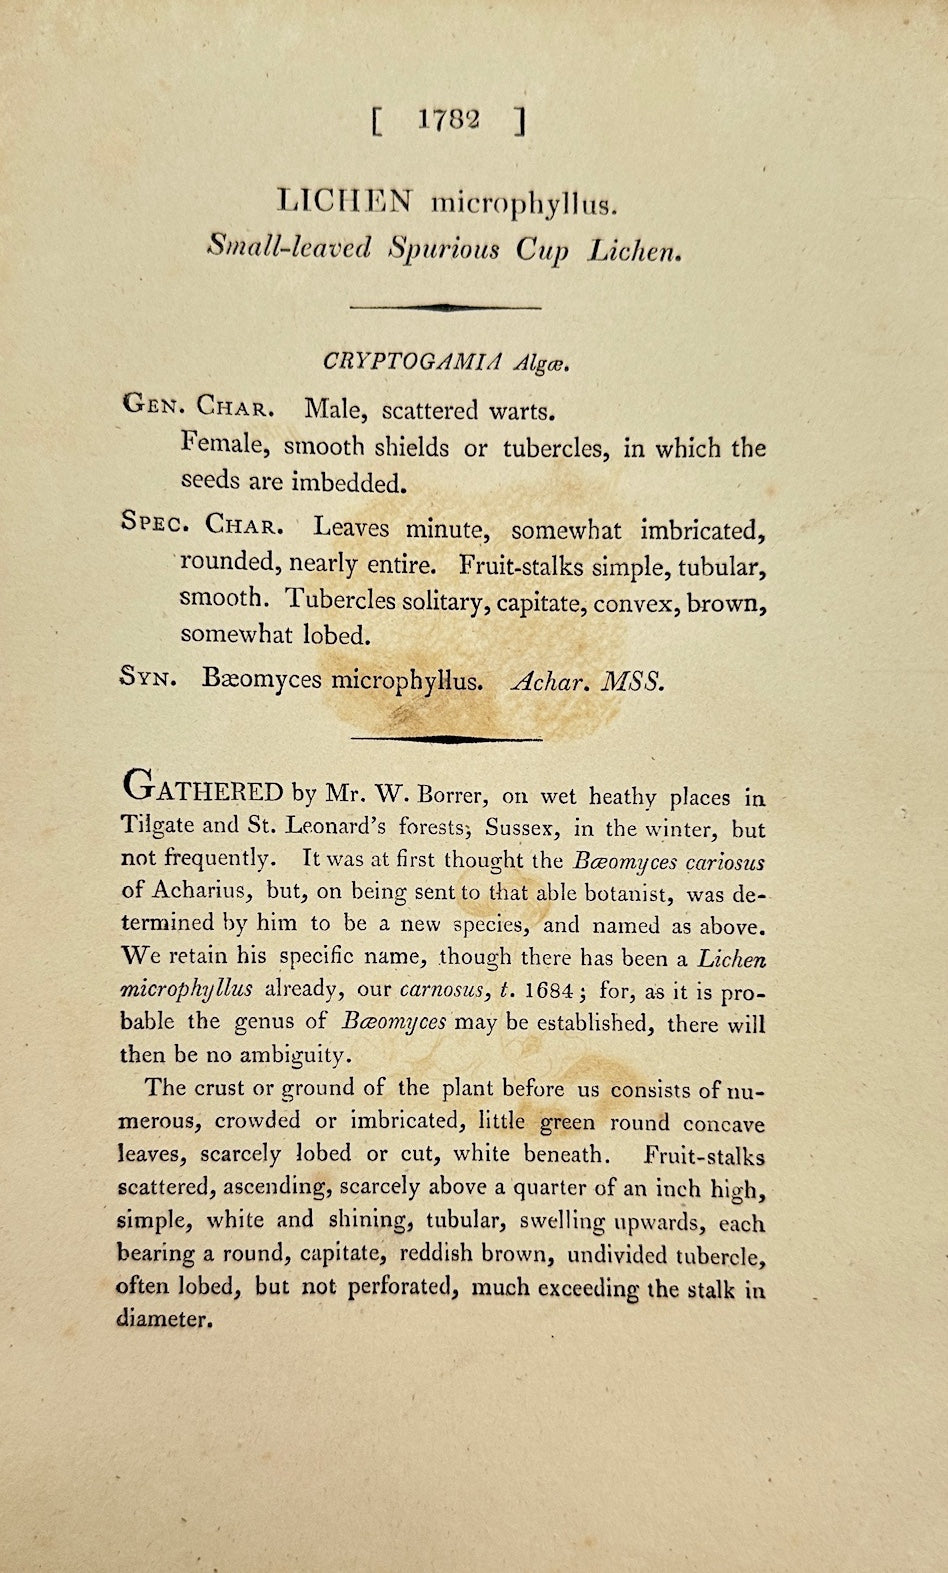 [ 1782 ]
LICHEN microphyllus.
Small-leaved Spurious Cup Lichen.
CRYPTOGAMIA Algæ.
GEN. CHAR. Male, scattered warts.
Female, smooth shields or tubercles, in which the
seeds are imbedded.
SPEC. CHAR. Leaves minute, somewhat imbricated,
rounded, nearly entire. Fruit-stalks simple, tubular,
smooth. Tubercles solitary, capitate, convex, brown,
somewhat lobed.
SYN. Bæomyces microphyllus. Achar. MSS.
GATHERED by Mr. W. Borrer, on wet heathy places in
Tilgate and St. Leonard's forests, Sussex, in the winter, but
not frequently. It was at first thought the Bæomyces cariosus
of Acharius, but, on being sent to that able botanist, was de-
termined by him to be a new species, and named as above.
We retain his specific name, though there has been a Lichen
microphyllus already, our carnosus, t. 1684; for, as it is pro-
bable the genus of Bæomyces may be established, there will
then be no ambiguity.
The crust or ground of the plant before us consists of nu-
merous, crowded or imbricated, little green round concave
leaves, scarcely lobed or cut, white beneath. Fruit-stalks
scattered, ascending, scarcely above a quarter of an inch high,
simple, white and shining, tubular, swelling upwards, each
bearing a round, capitate, reddish brown, undivided tubercle,
often lobed, but not perforated, much exceeding the stalk in
diameter.